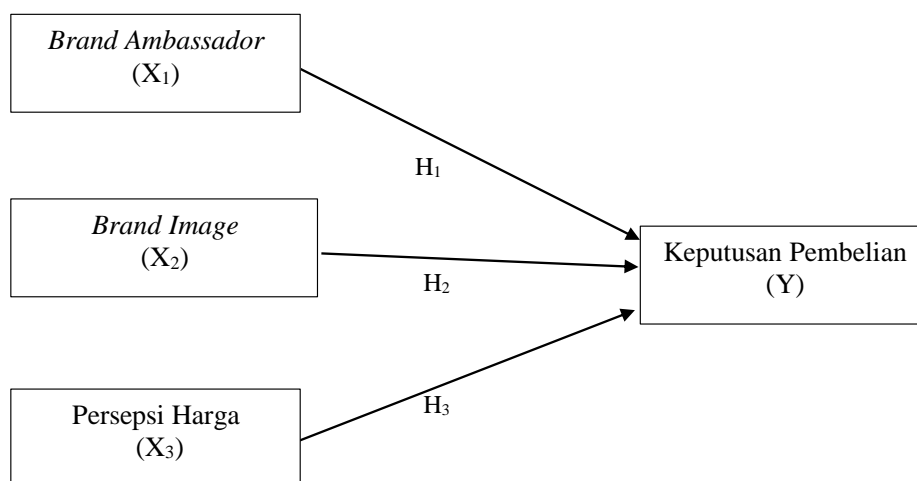 Brand Ambassador
(X₁)
H₁
Brand Image
(X₂)
H₂
Keputusan Pembelian
(Y)
Persepsi Harga
(X₃)
H₃